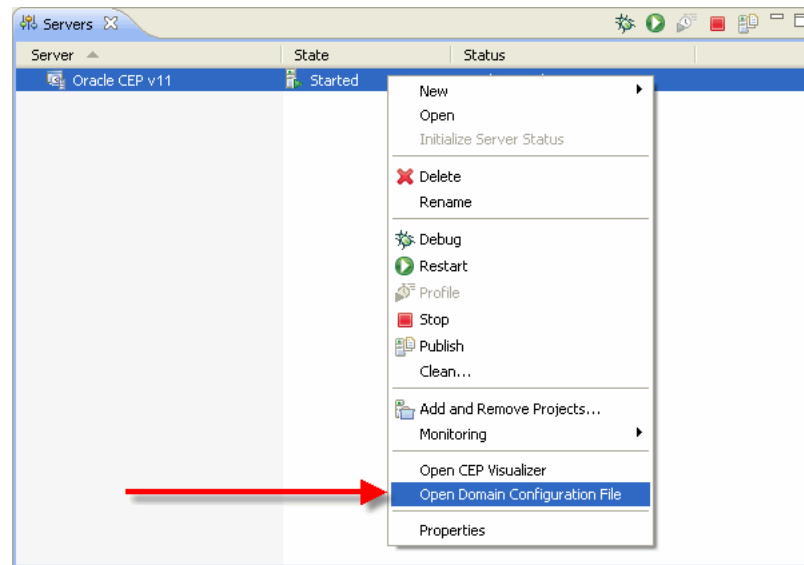 Servers
Server State Status
Oracle CEP v11 Started
New
Open
Initialize Server Status
Delete
Rename
Debug
Restart
Profile
Stop
Publish
Clean...
Add and Remove Projects...
Monitoring
Open CEP Visualizer
Open Domain Configuration File
Properties